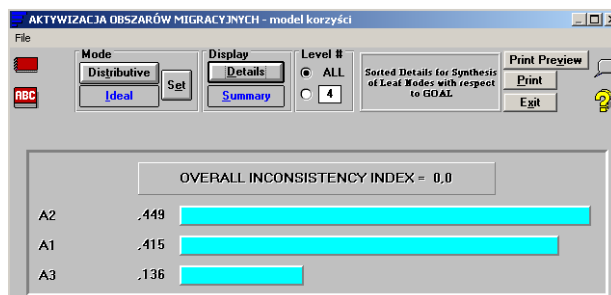 AKTYWIZACJA OBSZARÓW MIGRACYJNYCH - model korzyści
File
Mode
Distributive
Ideal
Set
Display
Details
Summary
Level #
ALL
4
Sorted Details for Synthesis
of Leaf Nodes with respect
to GOAL
Print Preview
Print
Exit
ABC
?
OVERALL INCONSISTENCY INDEX = 0,0
A2 ,449
A1 ,415
A3 ,136